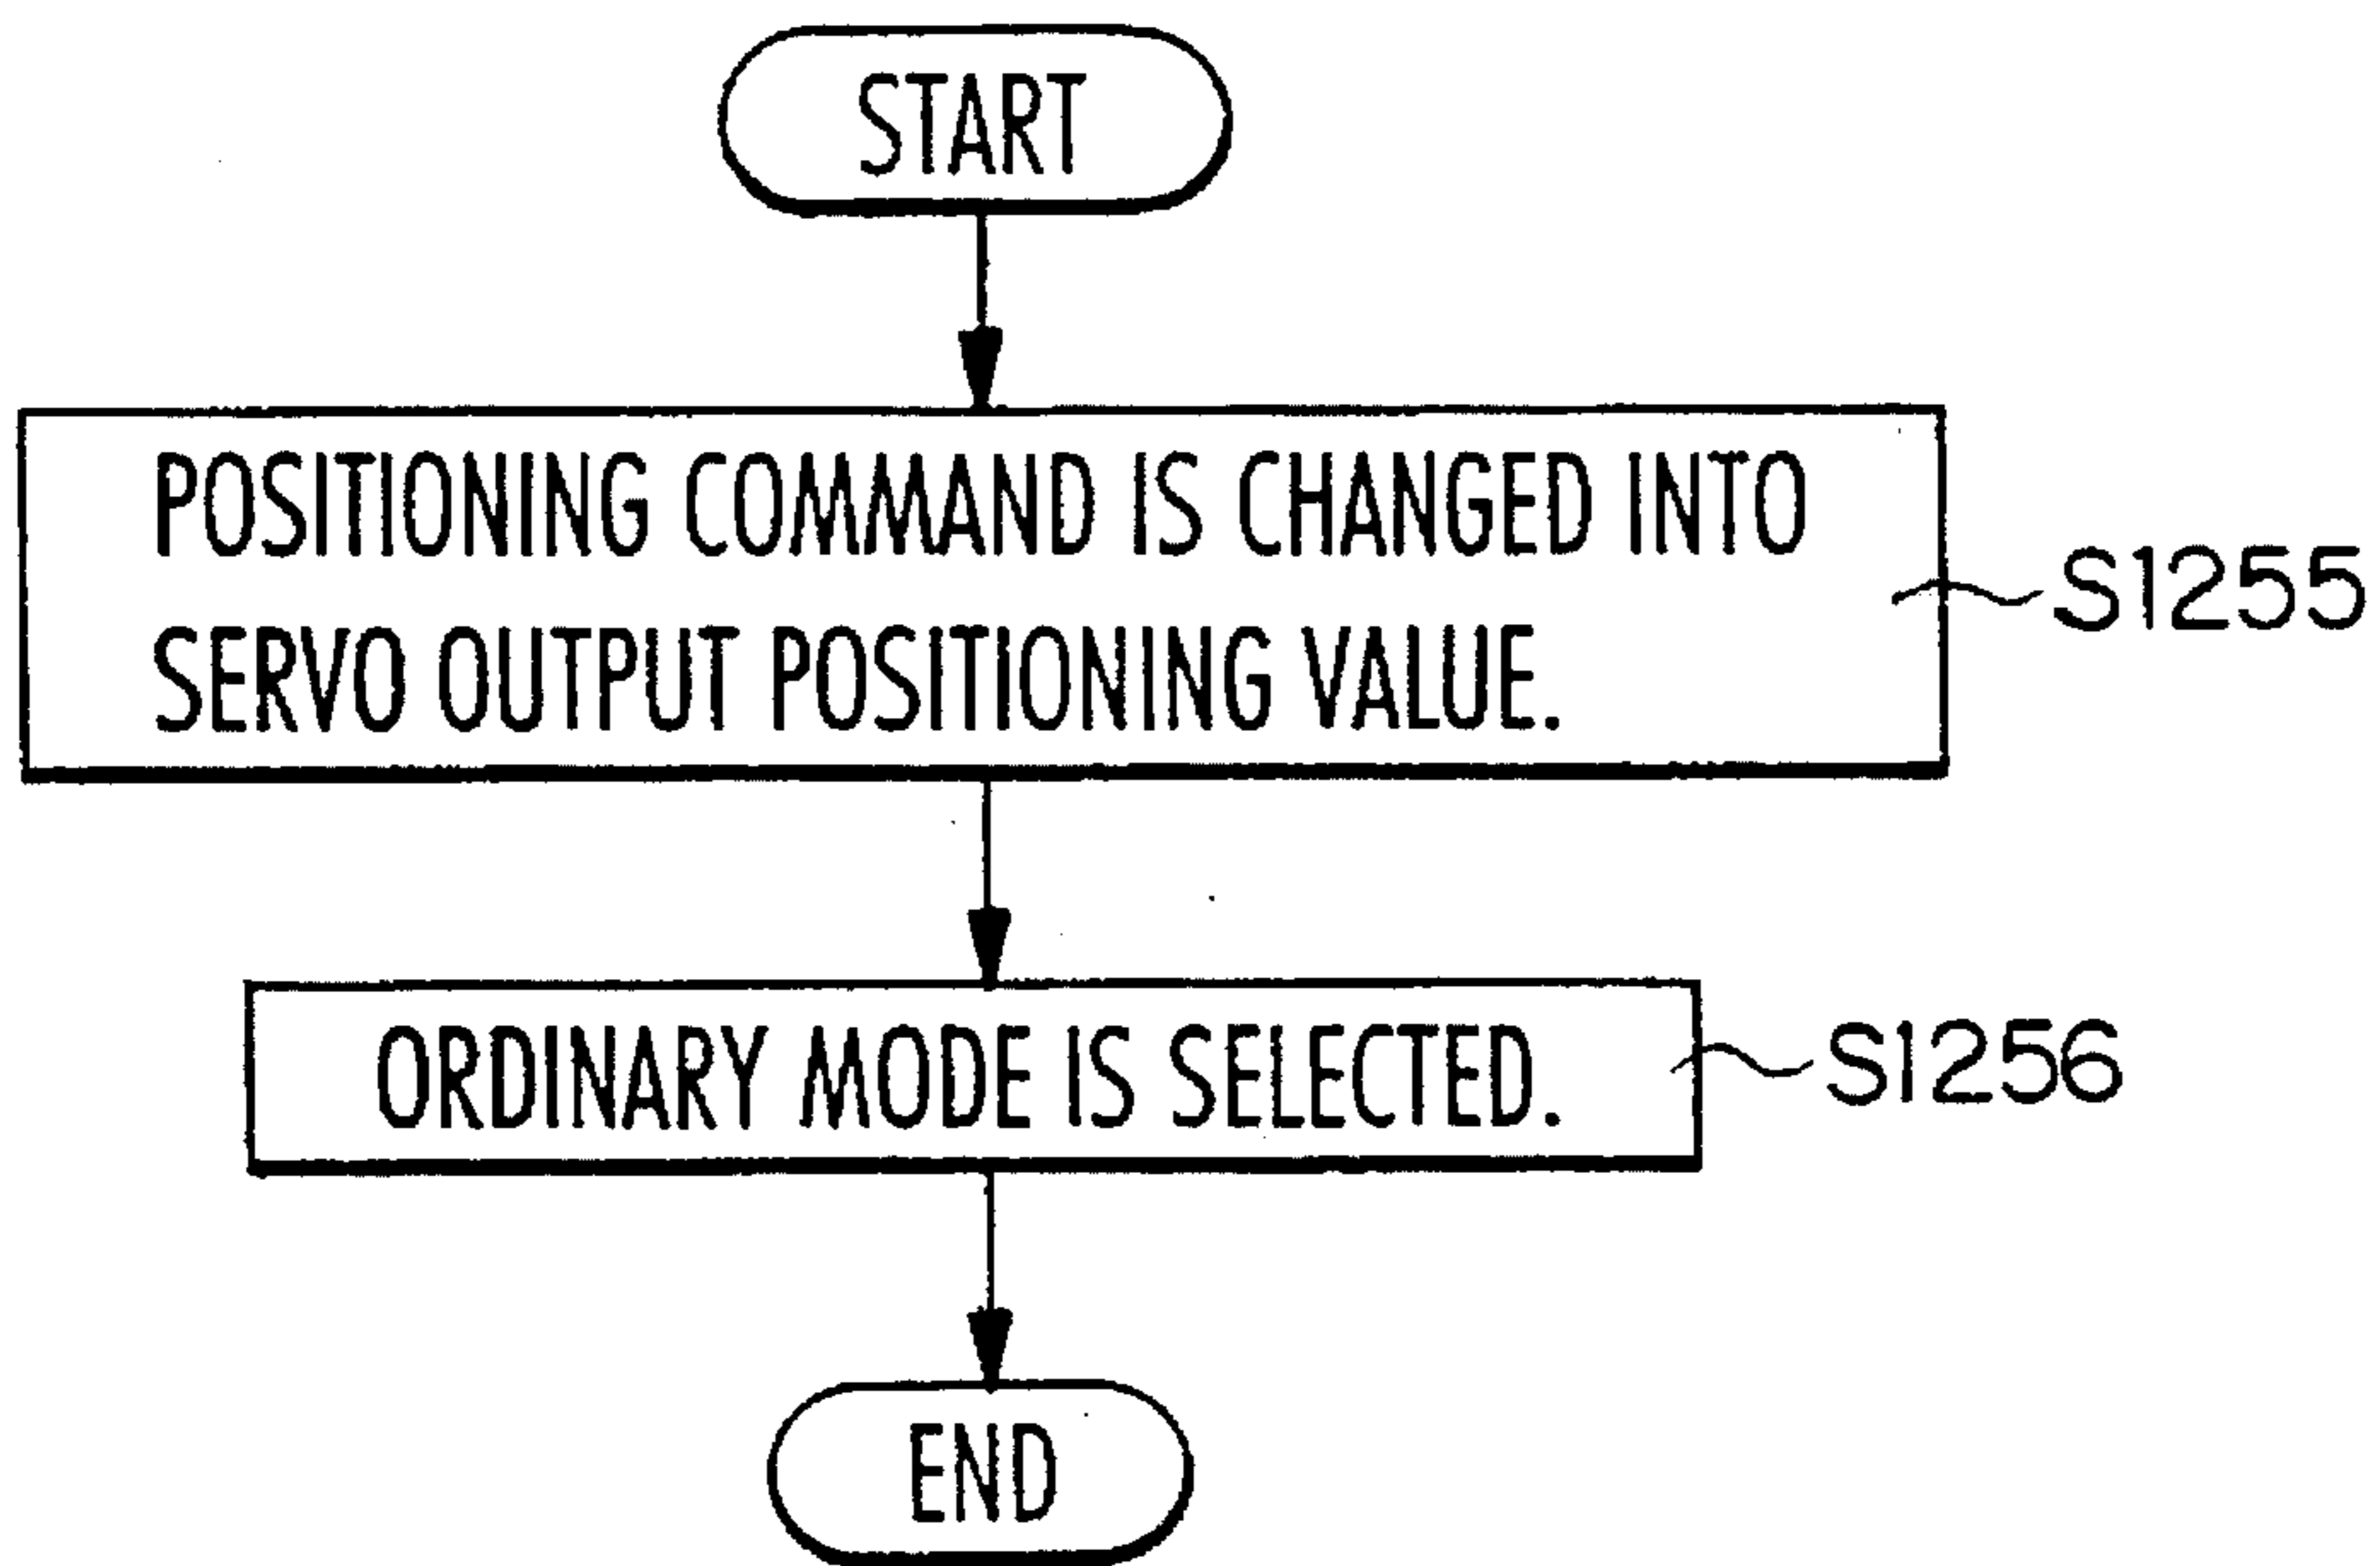 START
POSITIONING COMMAND IS CHANGED INTO
SERVO OUTPUT POSITIONING VALUE.
S1255
ORDINARY MODE IS SELECTED.
S1256
END